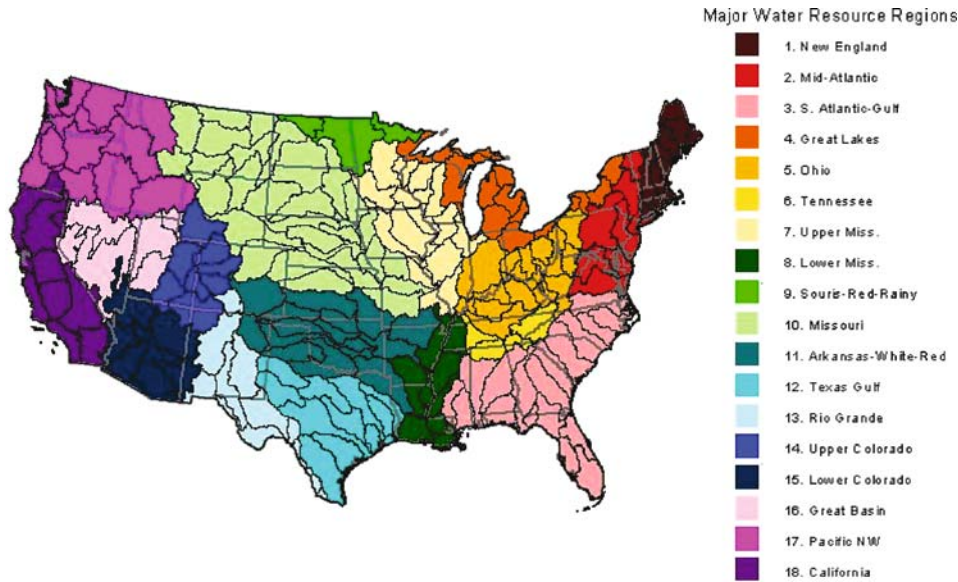 Major Water Resource Regions
1. New England
2. Mid-Atlantic
3. S. Atlantic-Gulf
4. Great Lakes
5. Ohio
6. Tennessee
7. Upper Miss.
8. Lower Miss.
9. Souris-Red-Rainy
10. Missouri
11. Arkansas-White-Red
12. Texas Gulf
13. Rio Grande
14. Upper Colorado
15. Lower Colorado
16. Great Basin
17. Pacific NW
18. California